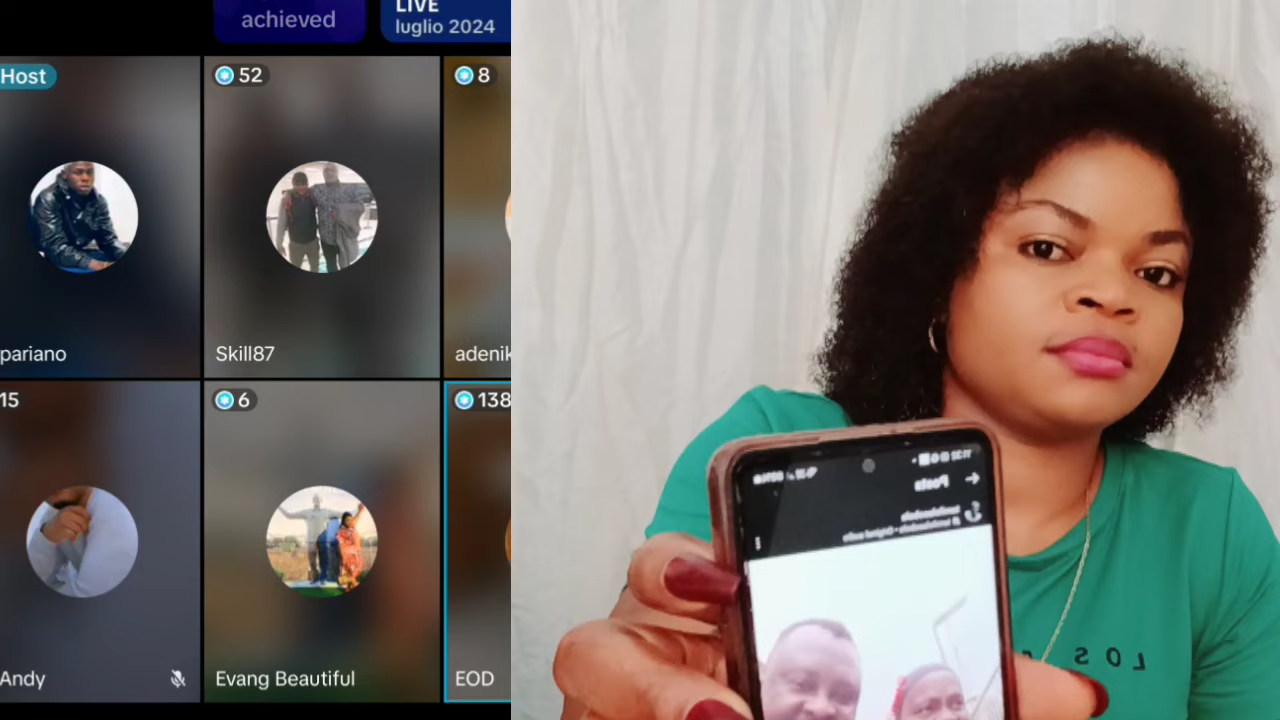 achieved
LIVE
luglio 2024
Host
52
8
pariano
Skill87
adenik
15
6
138
Andy
Evang Beautiful
EOD
Posts
LOS